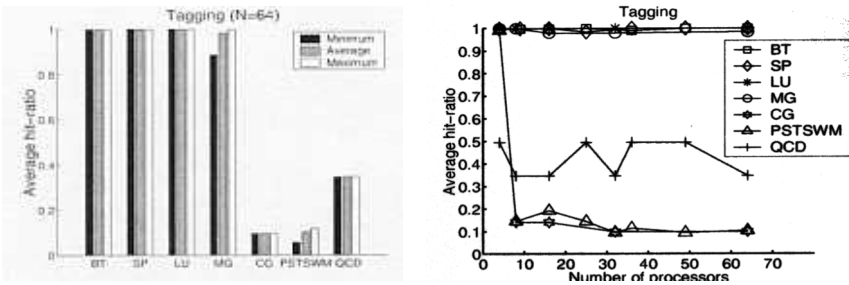 Tagging (N=64)
Minimum
Average
Maximum
Average hit-ratio
1
0.8
0.6
0.4
0.2
0
BT SP LU MG CG PSTSWM QCD
Tagging
Average hit-ratio
1
0.9
0.8
0.7
0.6
0.5
0.4
0.3
0.2
0.1
0
BT
SP
LU
MG
CG
PSTSWM
QCD
0 10 20 30 40 50 60 70
Number of processors